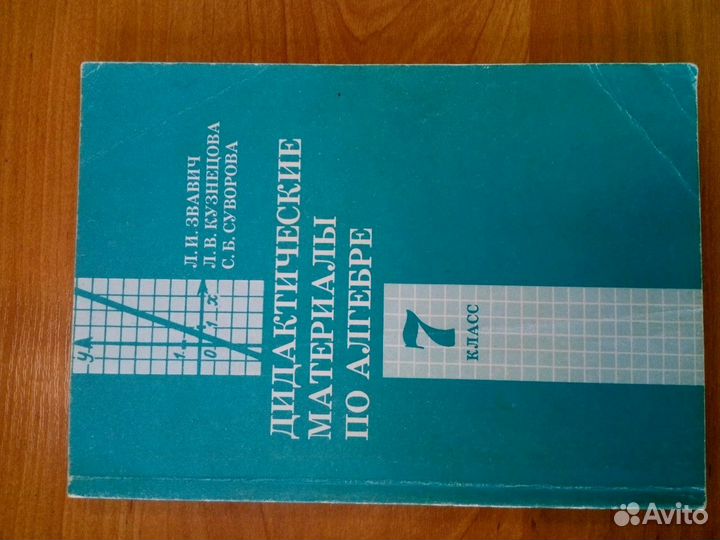 Л. И. ЗВАВИЧ
Л. В. КУЗНЕЦОВА
С. Б. СУВОРОВА
ДИДАКТИЧЕСКИЕ
МАТЕРИАЛЫ
ПО АЛГЕБРЕ
y
1
0
1
x
7
КЛАСС
Avito